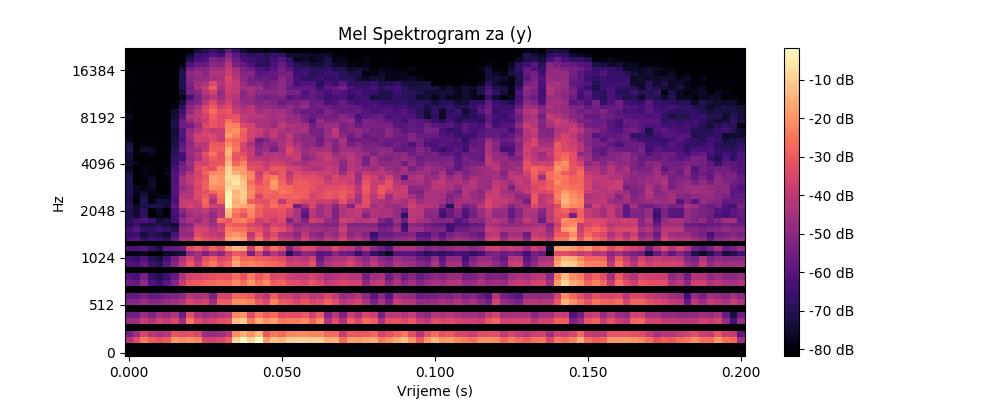 Mel Spektrogram za (y)
Hz
16384
8192
4096
2048
1024
512
0
0.000
0.050
0.100
0.150
0.200
Vrijeme (s)
-10 dB
-20 dB
-30 dB
-40 dB
-50 dB
-60 dB
-70 dB
-80 dB